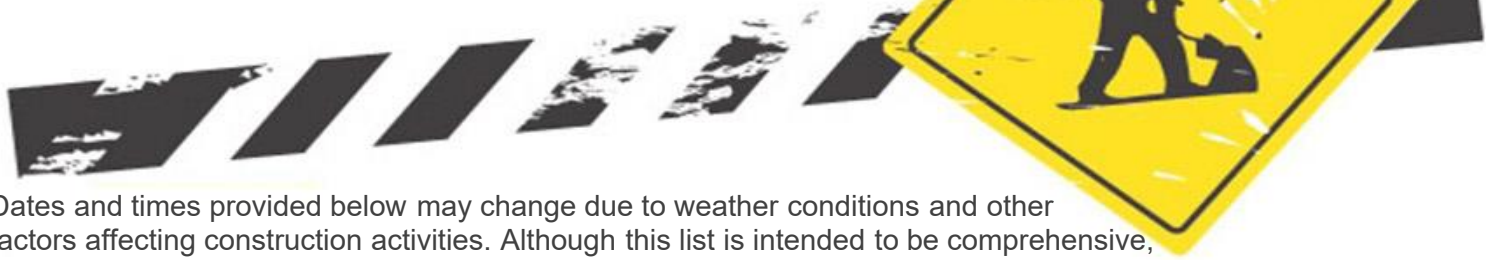 Dates and times provided below may change due to weather conditions and other
actors affecting construction activities. Although this list is intended to be comprehensive,